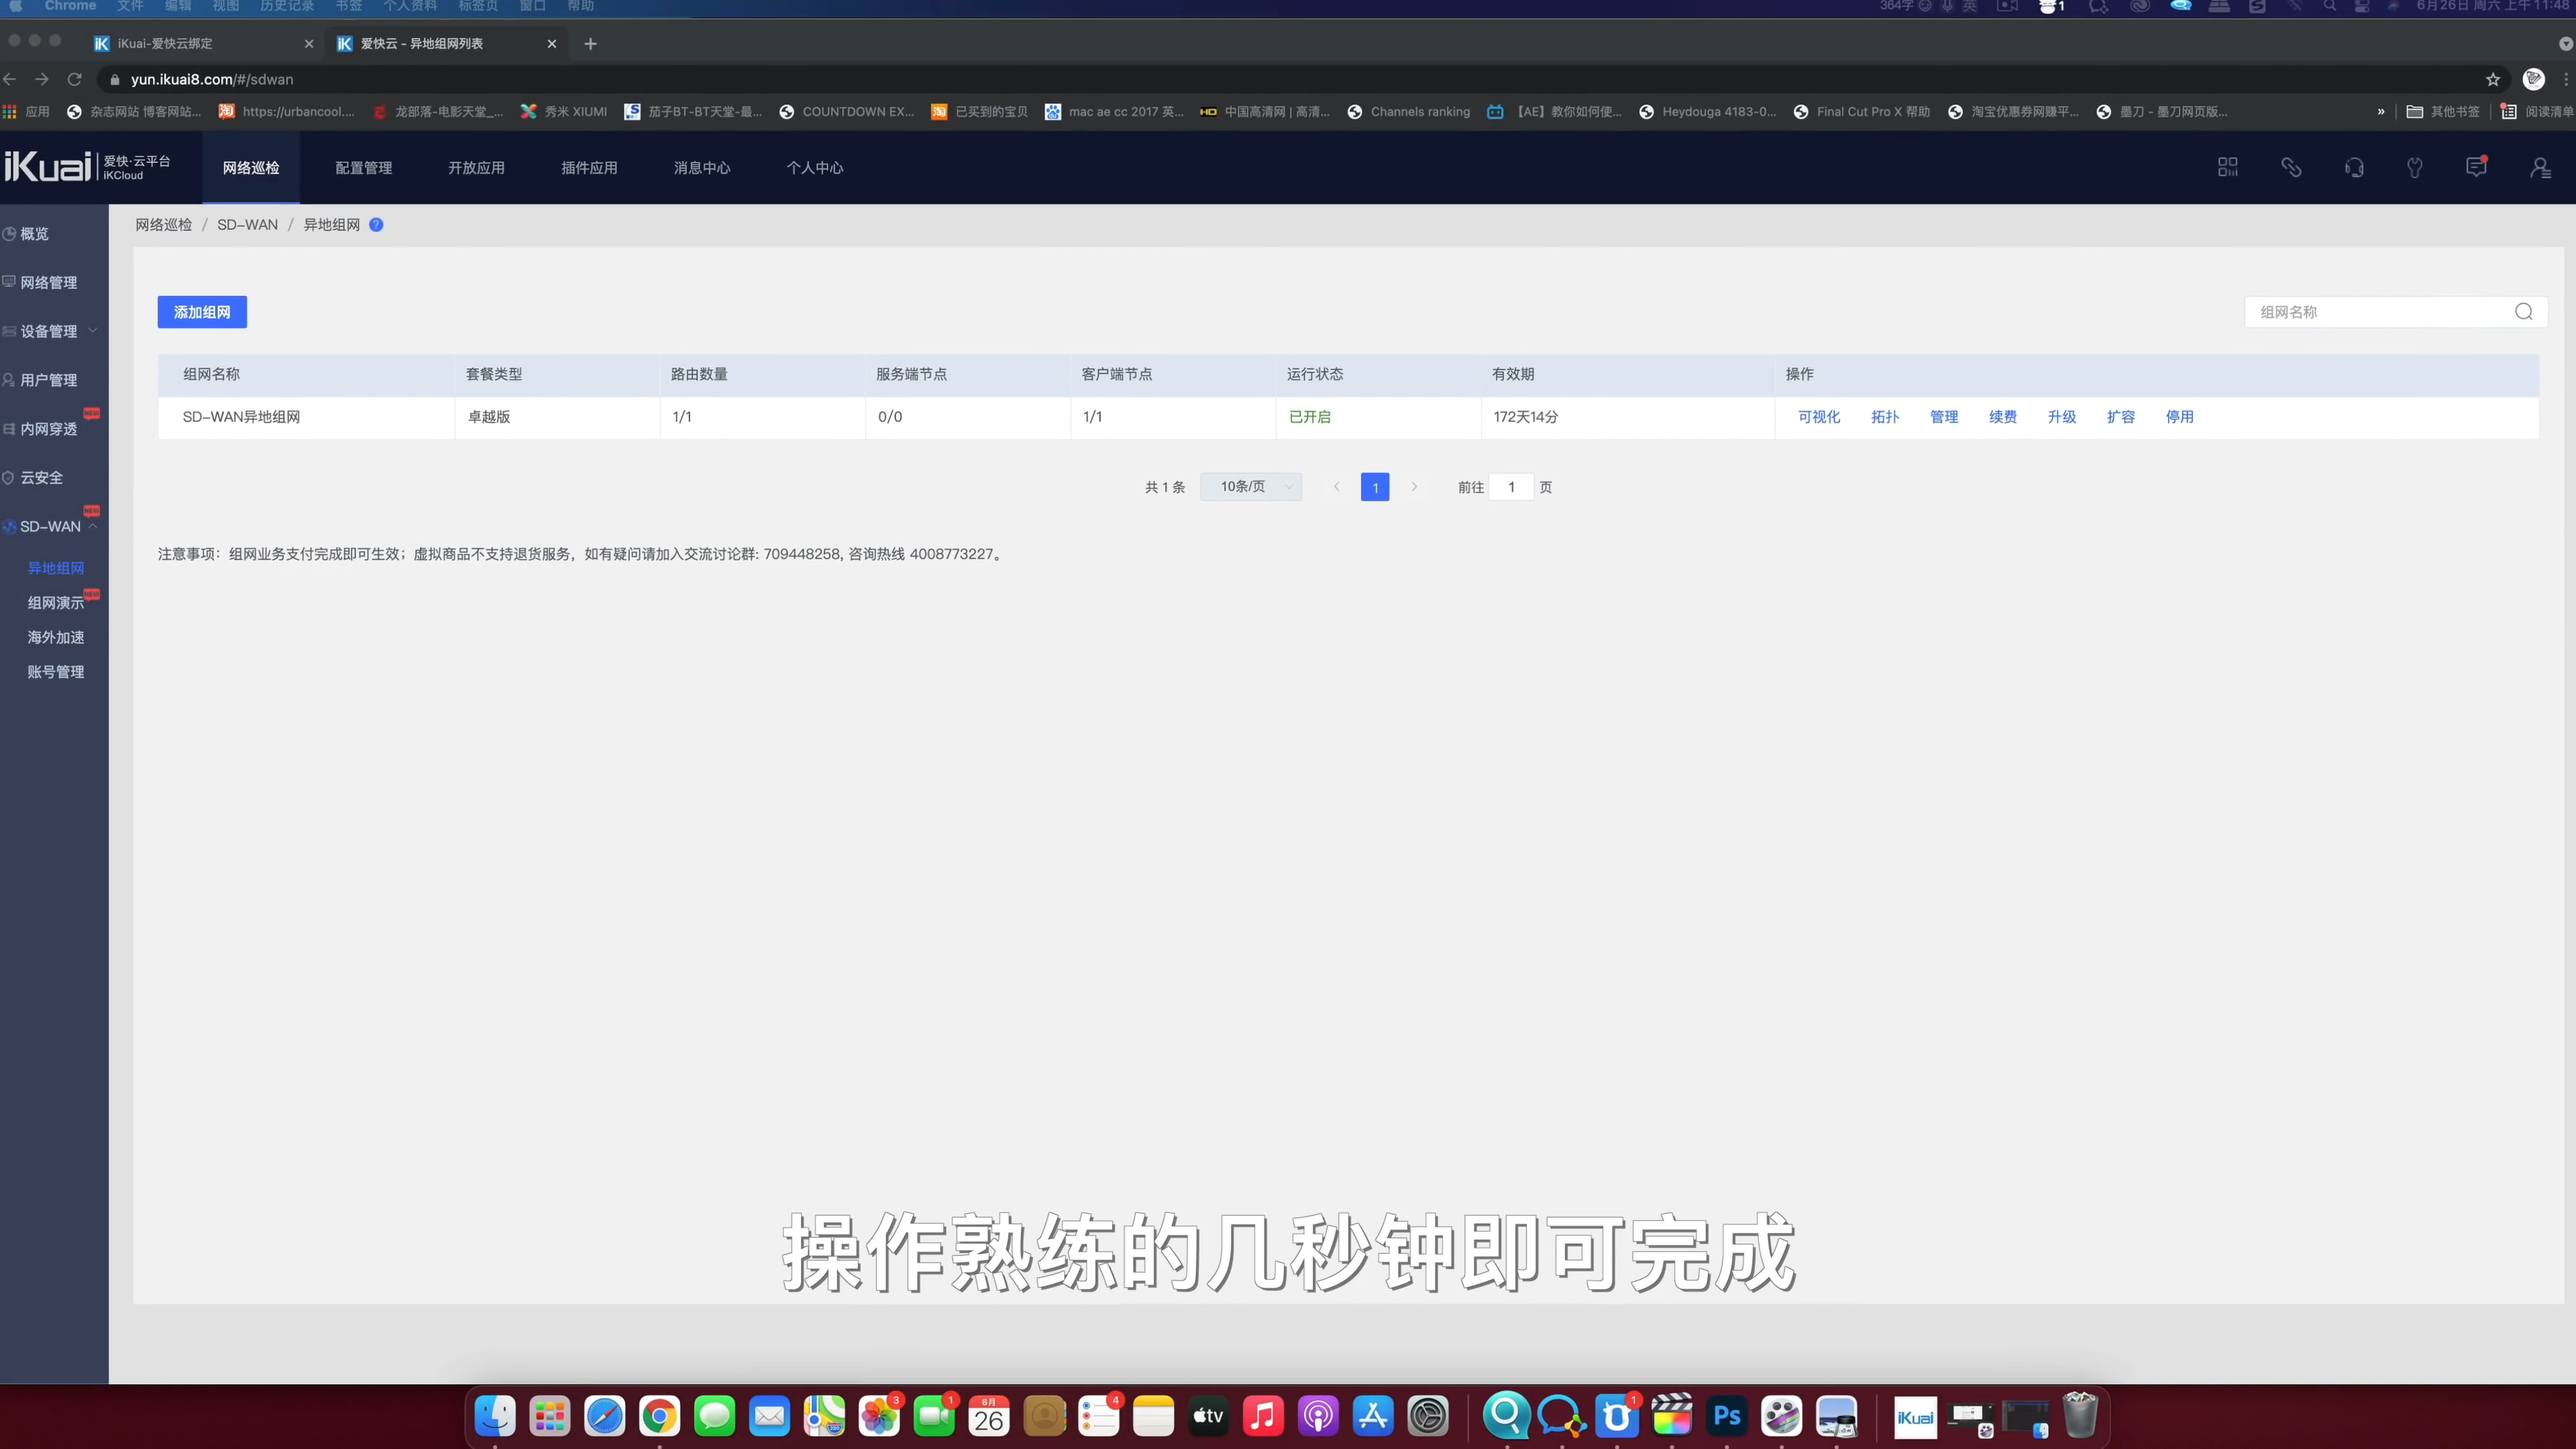 Chrome 文件 编辑 视图 历史记录 书签 个人资料 标签页 窗口 帮助 364字 英 1 6月26日 周六 上午11:48
iKuai-爱快云绑定 爱快云 - 异地组网列表
yun.ikuai8.com/#/sdwan
应用 杂志网站 博客网站... https://urbancool.... 龙部落-电影天堂_... 秀米 XIUMI 茄子BT-BT天堂-最... COUNTDOWN EX... 已买到的宝贝 mac ae cc 2017 英... 中国高清网 | 高清... Channels ranking 【AE】教你如何使... Heydouga 4183-0... Final Cut Pro X 帮助 淘宝优惠券网赚平... 墨刀 - 墨刀网页版... » 其他书签 阅读清单
iKuai 爱快·云平台 iKCloud 网络巡检 配置管理 开放应用 插件应用 消息中心 个人中心
网络巡检 / SD-WAN / 异地组网 ?
概览
网络管理
设备管理
用户管理
内网穿透 NEW
云安全
SD-WAN NEW
异地组网
组网演示 NEW
海外加速
账号管理
添加组网 组网名称
组网名称 套餐类型 路由数量 服务端节点 客户端节点 运行状态 有效期 操作
SD-WAN异地组网 卓越版 1/1 0/0 1/1 已开启 172天14分 可视化 拓扑 管理 续费 升级 扩容 停用
共 1 条 10条/页 1 前往 1 页
注意事项：组网业务支付完成即可生效；虚拟商品不支持退货服务，如有疑问请加入交流讨论群: 709448258, 咨询热线 4008773227。
操作熟练的几秒钟即可完成
3 1 6月 26 4 tv 1 Ps iKuai